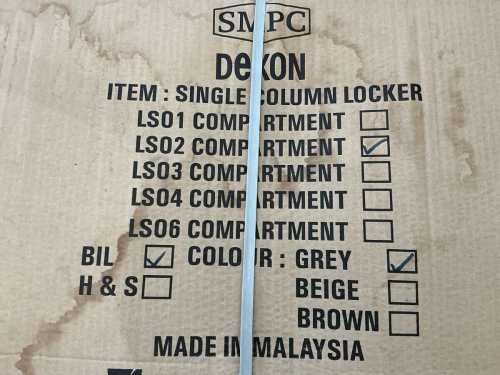 SMPC
DEXON
ITEM : SINGLE COLUMN LOCKER
LS01 COMPARTMENT
LS02 COMPARTMENT
LS03 COMPARTMENT
LS04 COMPARTMENT
LS06 COMPARTMENT
BIL COLOUR : GREY
H & S BEIGE
BROWN
MADE IN MALAYSIA